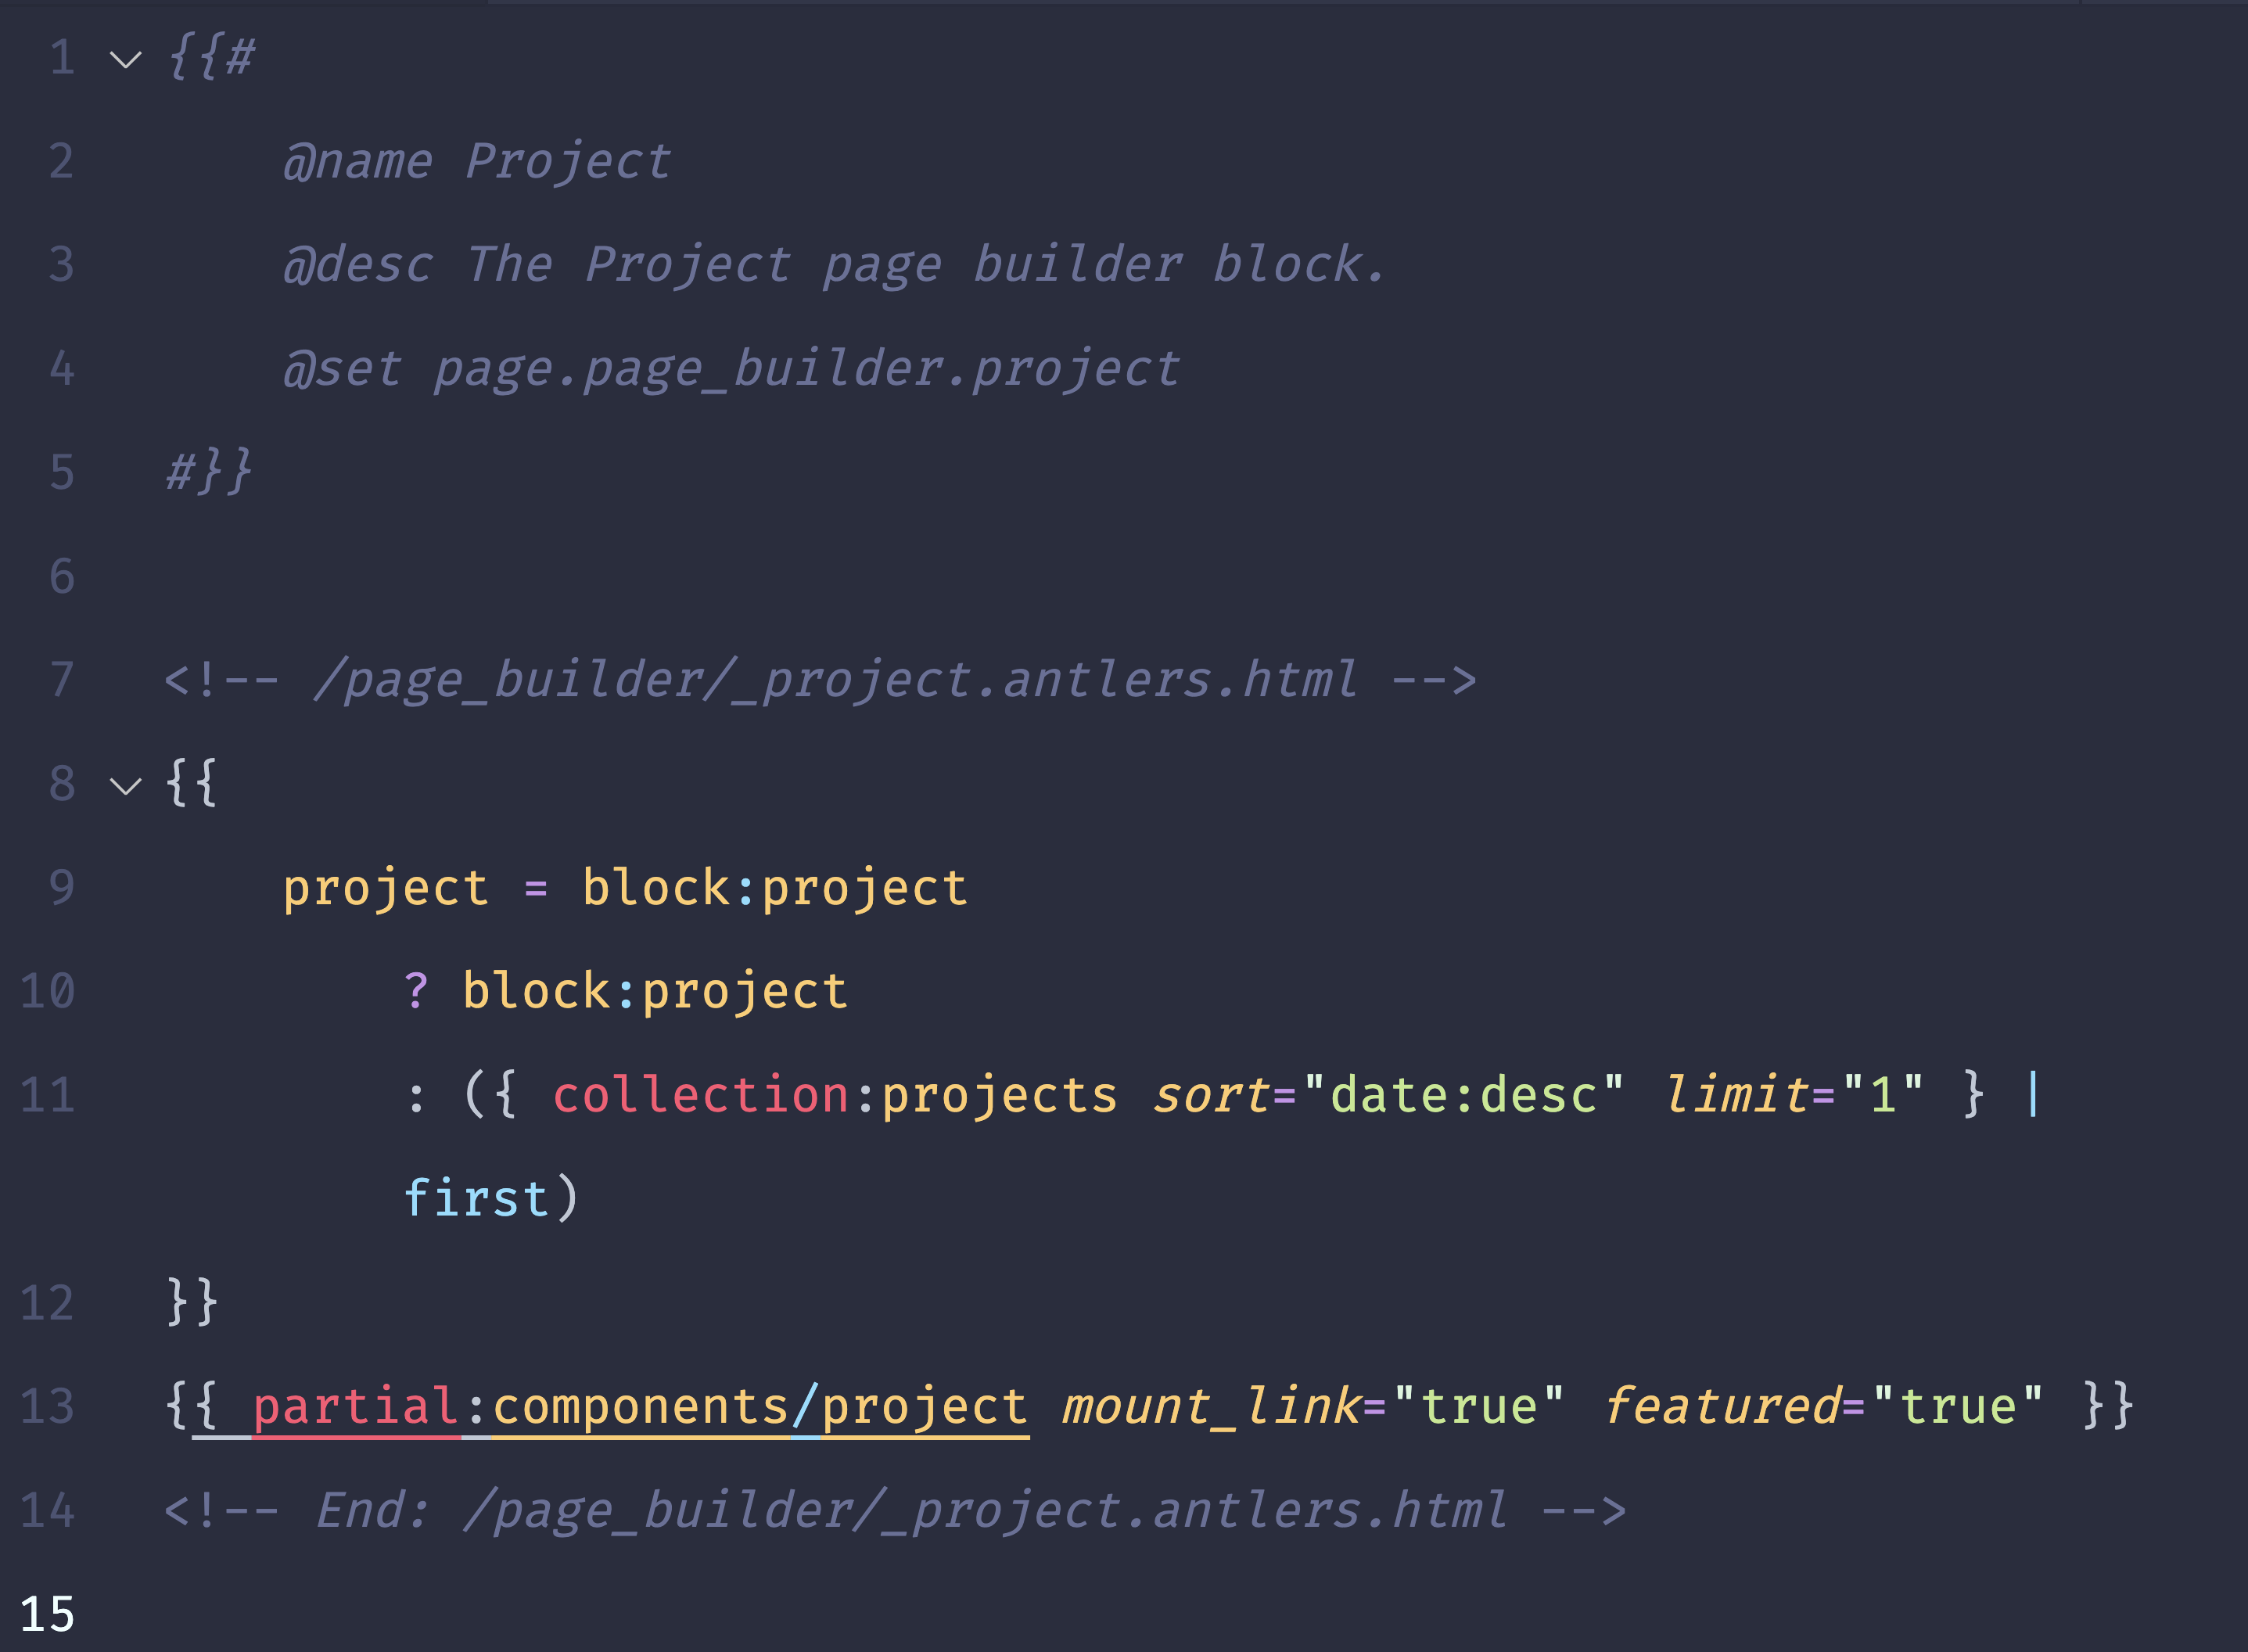 1 {{#
2 @name Project
3 @desc The Project page builder block.
4 @set page.page_builder.project
5 #}}
6
7 <!-- /page_builder/_project.antlers.html -->
8 {{
9 project = block:project
10 ? block:project
11 : ({ collection:projects sort="date:desc" limit="1" } |
first)
12 }}
13 {{ partial:components/project mount_link="true" featured="true" }}
14 <!-- End: /page_builder/_project.antlers.html -->
15